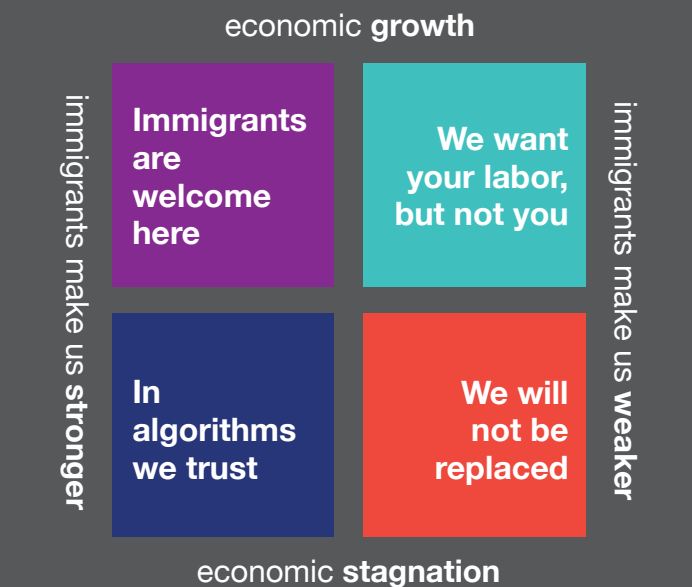 economic growth
immigrants make us stronger
Immigrants
are
welcome
here
We want
your labor,
but not you
immigrants make us weaker
In
algorithms
we trust
We will
not be
replaced
economic stagnation